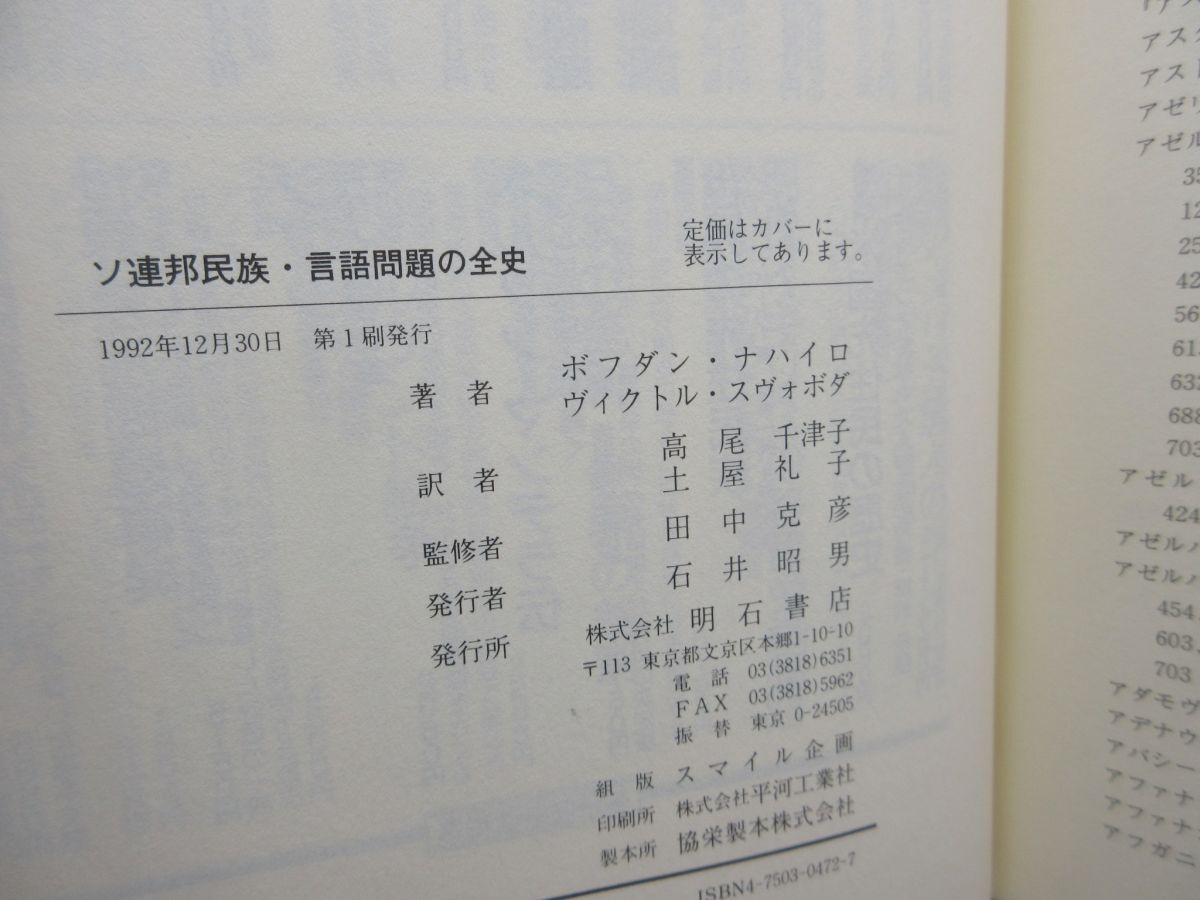 定価はカバーに
表示してあります。
ソ連邦民族・言語問題の全史
1992年12月30日　第1刷発行
著　者　ボフダン・ナハイロ
ヴィクトル・スヴォボダ
訳　者　高尾　千津子
土屋　礼子
監修者　田中克彦
発行者　石井昭男
発行所　株式会社 明石書店
〒113 東京都文京区本郷1-10-10
電話　03(3818)6351
FAX　03(3818)5962
振替　東京 0-24505
組版　スマイル企画
印刷所　株式会社平河工業社
製本所　協栄製本株式会社
ISBN4-7503-0472-7
アスト
アゼリ
アゼル
35
12
25
42
56
61
633
688
703
アゼル
424
アゼルバ
アゼルバ
454
603
703
アダモヴ
アデナウ
アバシー
アファナ
アファナ
アフガニ